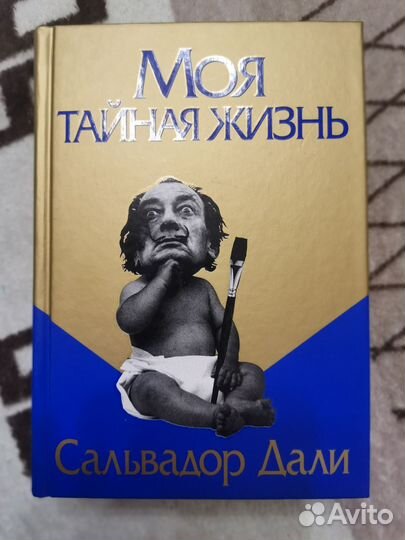 Моя
тайная жизнь
Сальвадор Дали
Avito